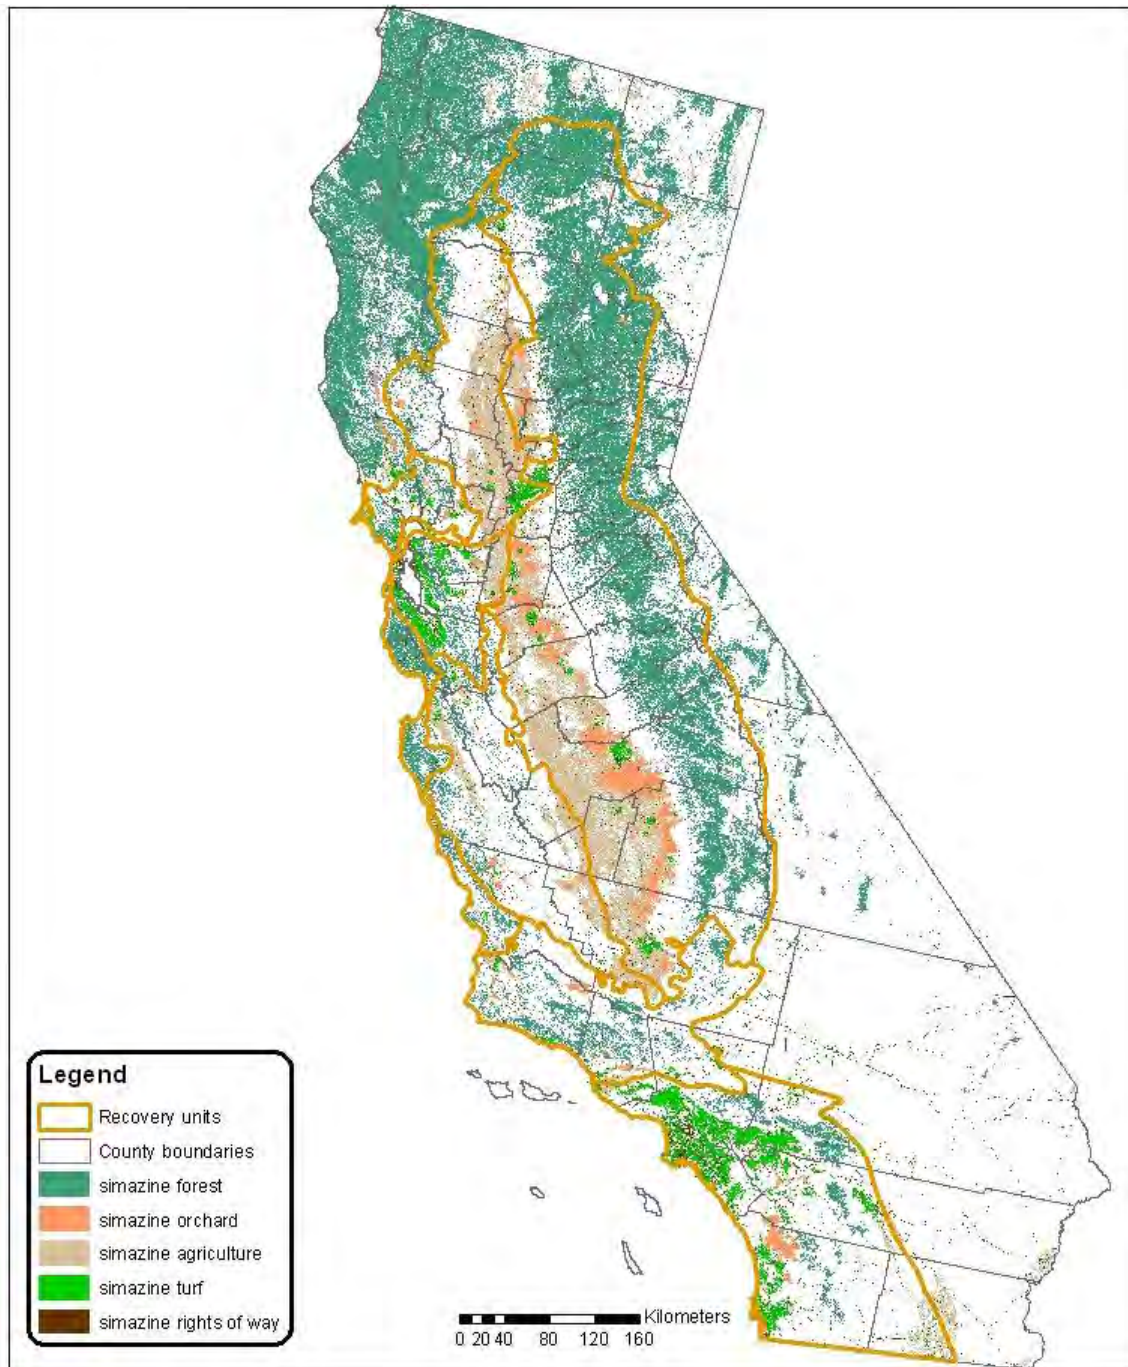 Legend
Recovery units
County boundaries
simazine forest
simazine orchard
simazine agriculture
simazine turf
simazine rights of way
Kilometers
0 20 40 80 120 160